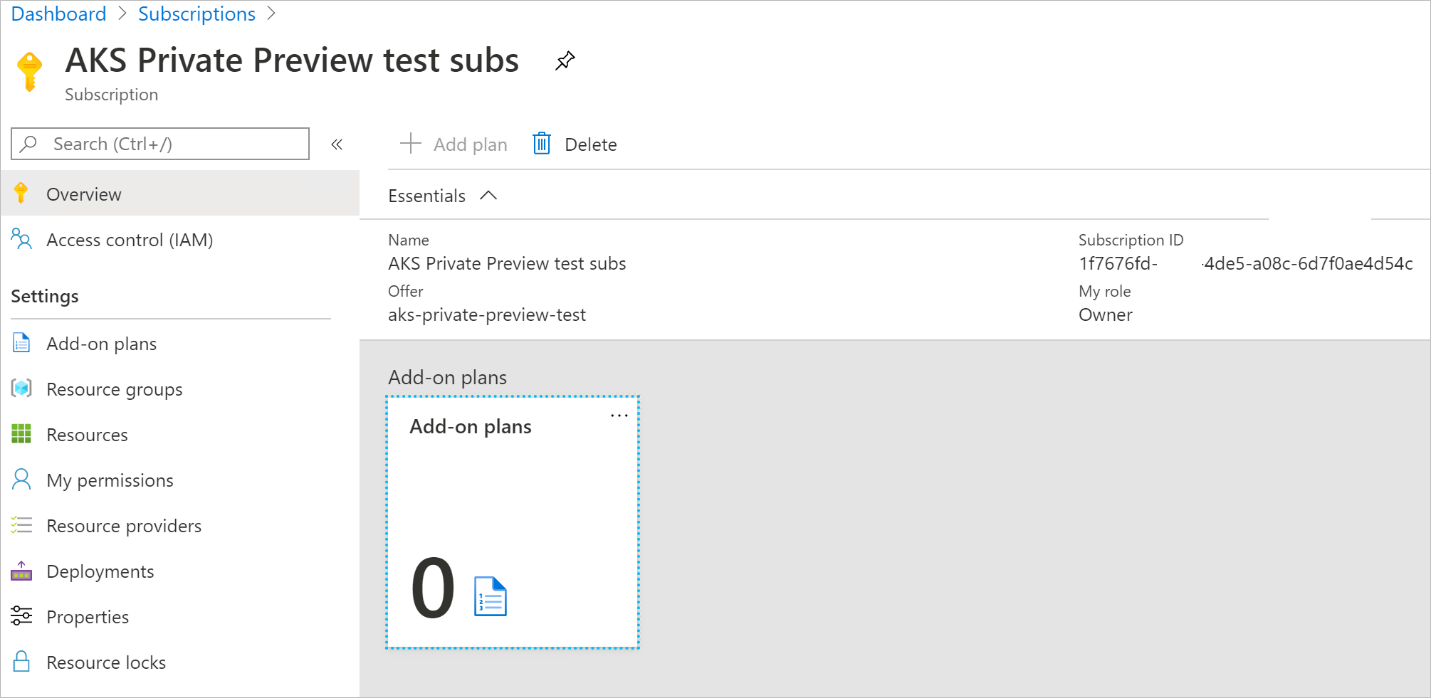 Dashboard > Subscriptions >
AKS Private Preview test subs
Subscription
Search (Ctrl+/)
«
Overview
Access control (IAM)
Settings
Add-on plans
Resource groups
Resources
My permissions
Resource providers
Deployments
Properties
Resource locks
Add plan Delete
Essentials
Name
AKS Private Preview test subs
Offer
aks-private-preview-test
Subscription ID
1f7676fd- -4de5-a08c-6d7f0ae4d54c
My role
Owner
Add-on plans
Add-on plans ...
0